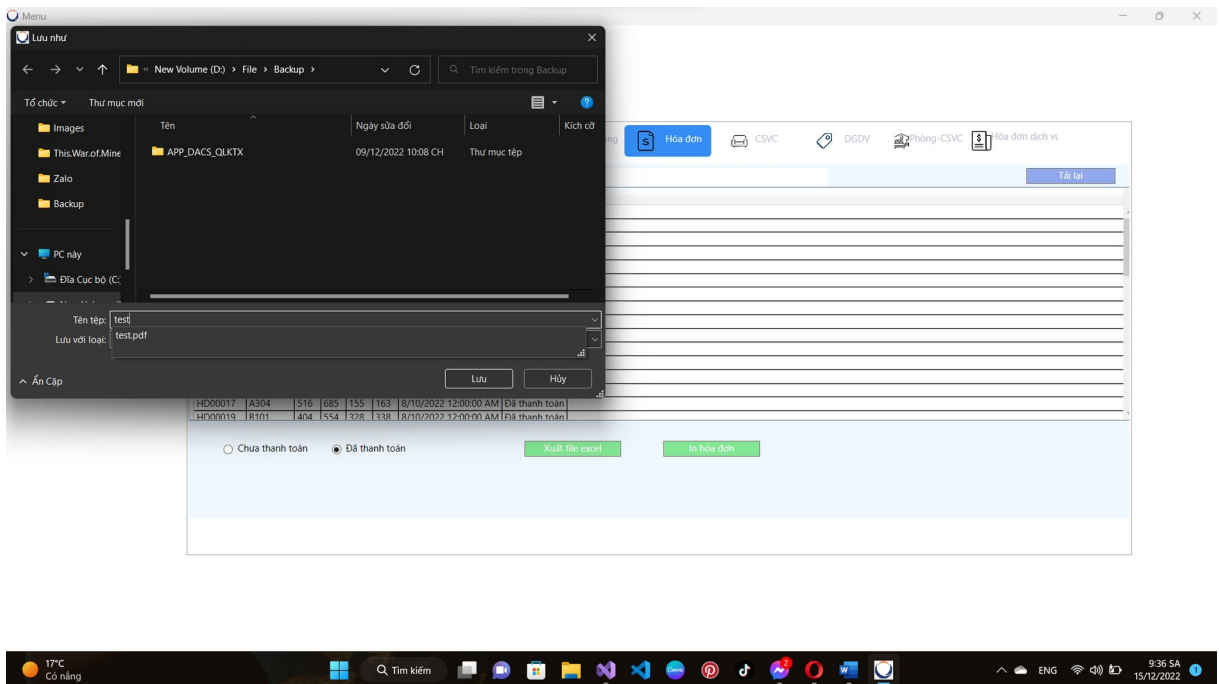 Menu
Lưu như
New Volume (D:) › File › Backup ›
Tìm kiếm trong Backup
Tổ chức
Thư mục mới
Images
This.War.of.Mine
Zalo
Backup
PC này
Đĩa Cục bộ (C:
Tên
Ngày sửa đổi
Loại
Kích cỡ
APP_DACS_QLKTX
09/12/2022 10:08 CH
Thư mục tệp
Tên tệp:
test
Lưu với loại:
test.pdf
Ẩn Cặp
Lưu
Hủy
Hóa đơn
CSVC
DGDV
Phòng-CSVC
Hóa đơn dịch vụ
Tải lại
HD00017 A304 516 685 155 163 8/10/2022 12:00:00 AM Đã thanh toán
HD00019 B101 404 554 328 338 8/10/2022 12:00:00 AM Đã thanh toán
Chưa thanh toán
Đã thanh toán
Xuất file excel
In hóa đơn
17°C
Có nắng
Tìm kiếm
2
ENG
9:36 SA
15/12/2022
1